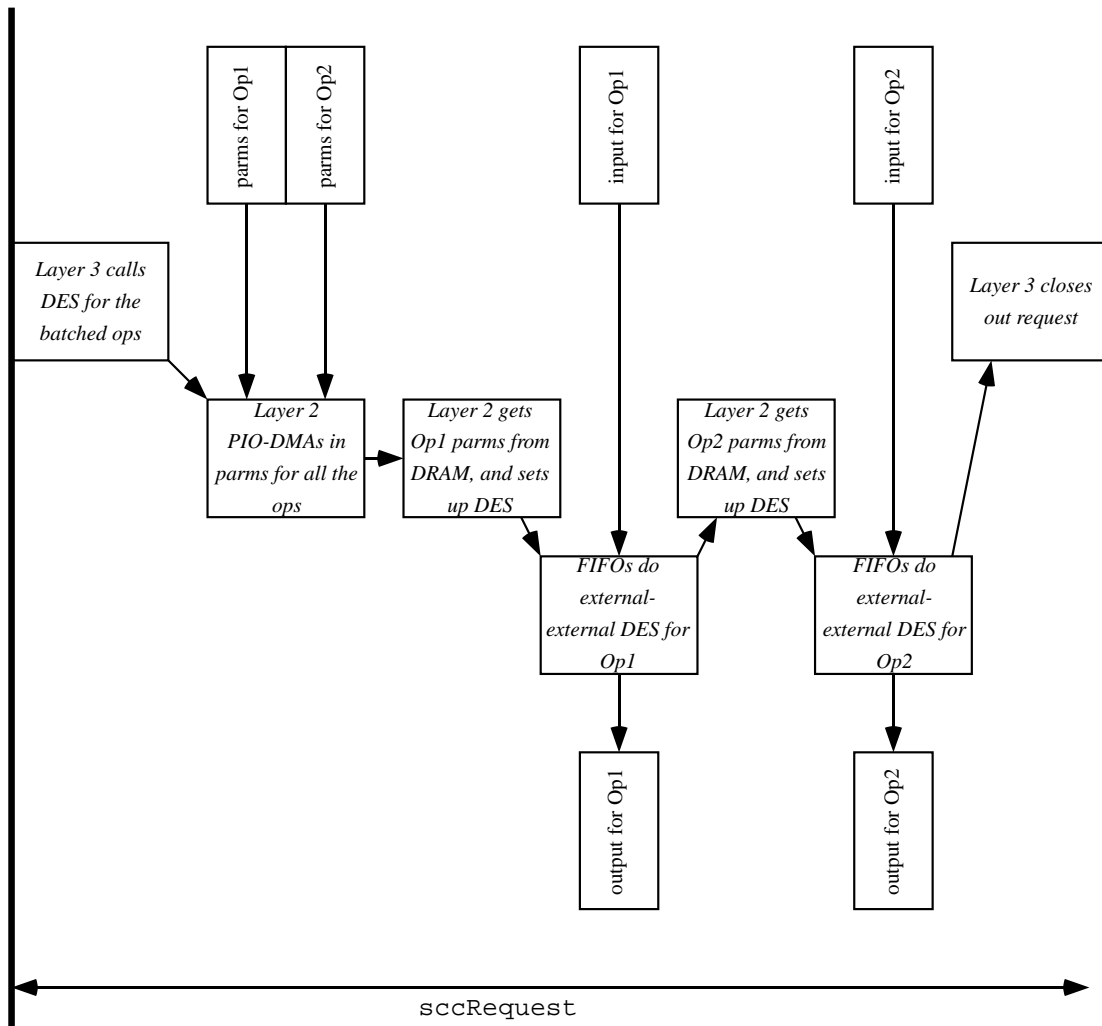 parms for Op1
parms for Op2
input for Op1
input for Op2
Layer 3 calls
DES for the
batched ops
Layer 3 closes
out request
Layer 2
PIO-DMAs in
parms for all the
ops
Layer 2 gets
Op1 parms from
DRAM, and sets
up DES
Layer 2 gets
Op2 parms from
DRAM, and sets
up DES
FIFOs do
external-
external DES for
Op1
FIFOs do
external-
external DES for
Op2
output for Op1
output for Op2
sccRequest